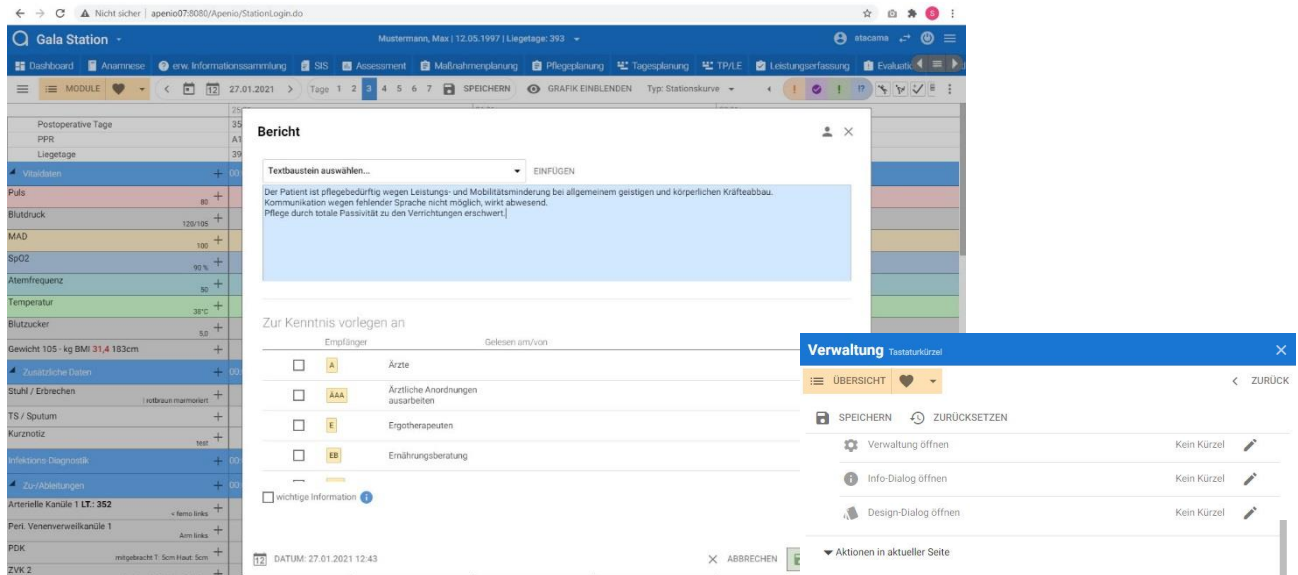 Nicht sicher | apenio07:8080/Apenio/StationLogin.do
Gala Station
Mustermann, Max | 12.05.1997 | Liegetage: 393
atacama
Dashboard Anamnese erw. Informationssammlung SIS Assessment Maßnahmenplanung Pflegeplanung Tagesplanung TP/LE Leistungserfassung
MODULE 12 27.01.2021 Tage 1 2 3 4 5 6 7 SPEICHERN GRAFIK EINBLENDEN Typ: Stationskurve
Postoperative Tage
PPR
Liegetage
Vitaldaten
Puls
80
Blutdruck
120/105
MAD
100
SpO2
90 %
Atemfrequenz
50
Temperatur
38°C
Blutzucker
5,0
Gewicht 105 - kg BMI 31,4 183cm
Zusätzliche Daten
Stuhl / Erbrechen
| rotbraun marmoriert
TS / Sputum
Kurznotiz
test
Infektions-Diagnostik
Zu-/Ableitungen
Arterielle Kanüle 1 LT.: 352
< femo links
Peri. Venenverweilkanüle 1
Arm links
PDK
mitgebracht T: 5cm Haut: 5cm
ZVK 2
Bericht
Textbaustein auswählen...
EINFÜGEN
Der Patient ist pflegebedürftig wegen Leistungs- und Mobilitätsminderung bei allgemeinem geistigen und körperlichen Kräfteabbau.
Kommunikation wegen fehlender Sprache nicht möglich, wirkt abwesend.
Pflege durch totale Passivität zu den Verrichtungen erschwert.
Zur Kenntnis vorlegen an
Empfänger Gelesen am/von
A Ärzte
ÄAA Ärztliche Anordnungen
ausarbeiten
E Ergotherapeuten
EB Ernährungsberatung
wichtige Information
12 DATUM: 27.01.2021 12:43
ABBRECHEN
Verwaltung Tastaturkürzel
ÜBERSICHT
ZURÜCK
SPEICHERN ZURÜCKSETZEN
Verwaltung öffnen Kein Kürzel
Info-Dialog öffnen Kein Kürzel
Design-Dialog öffnen Kein Kürzel
Aktionen in aktueller Seite